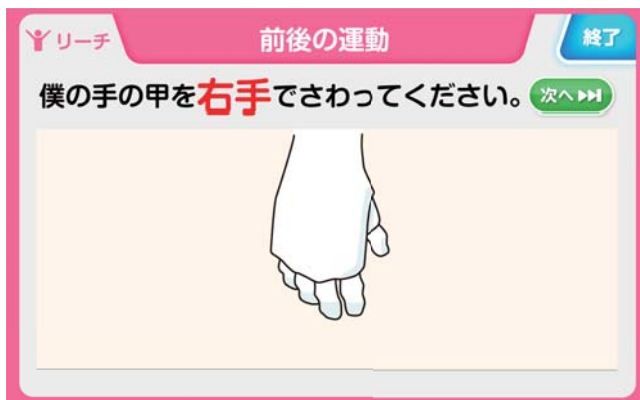 リーチ
前後の運動
終了
僕の手の甲を右手でさわってください。
次へ